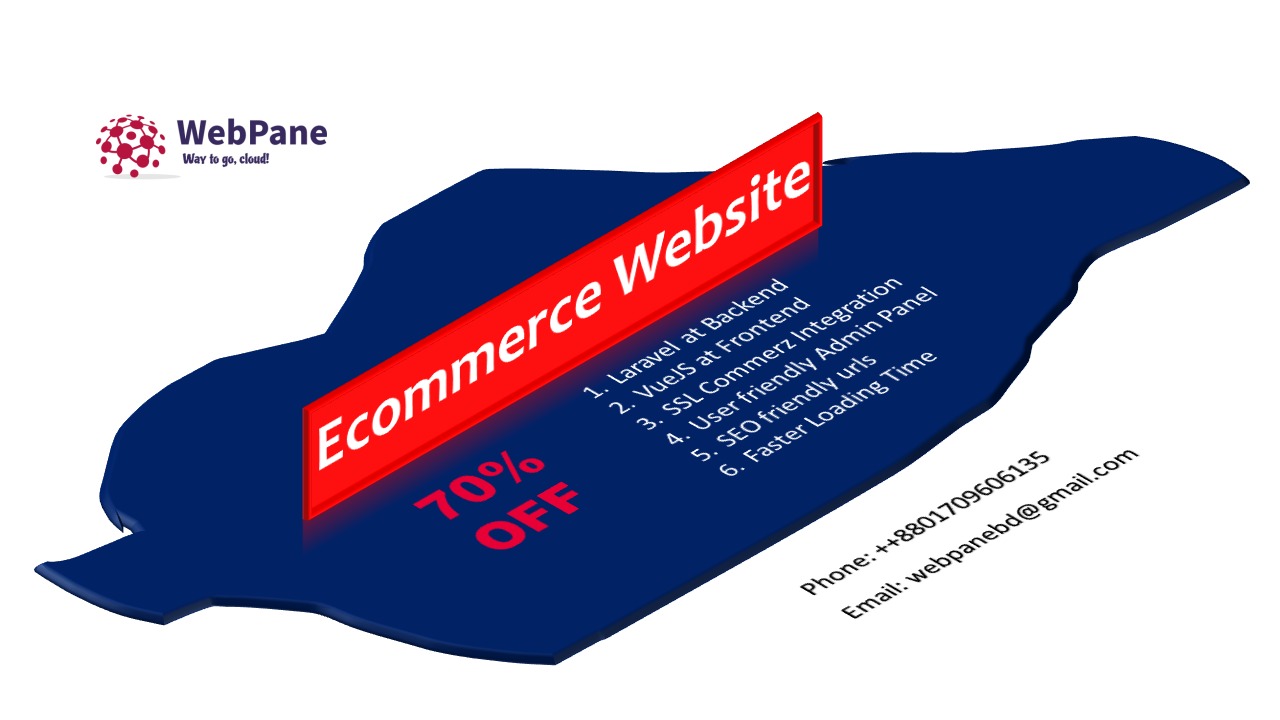 WebPane
Way to go, cloud!
Ecommerce Website
1. Laravel at Backend
2. VueJS at Frontend
3. SSL Commerz Integration
4. User friendly Admin Panel
5. SEO friendly urls
6. Faster Loading Time
70%
OFF
Phone: ++8801709606135
Email: webpanebd@gmail.com